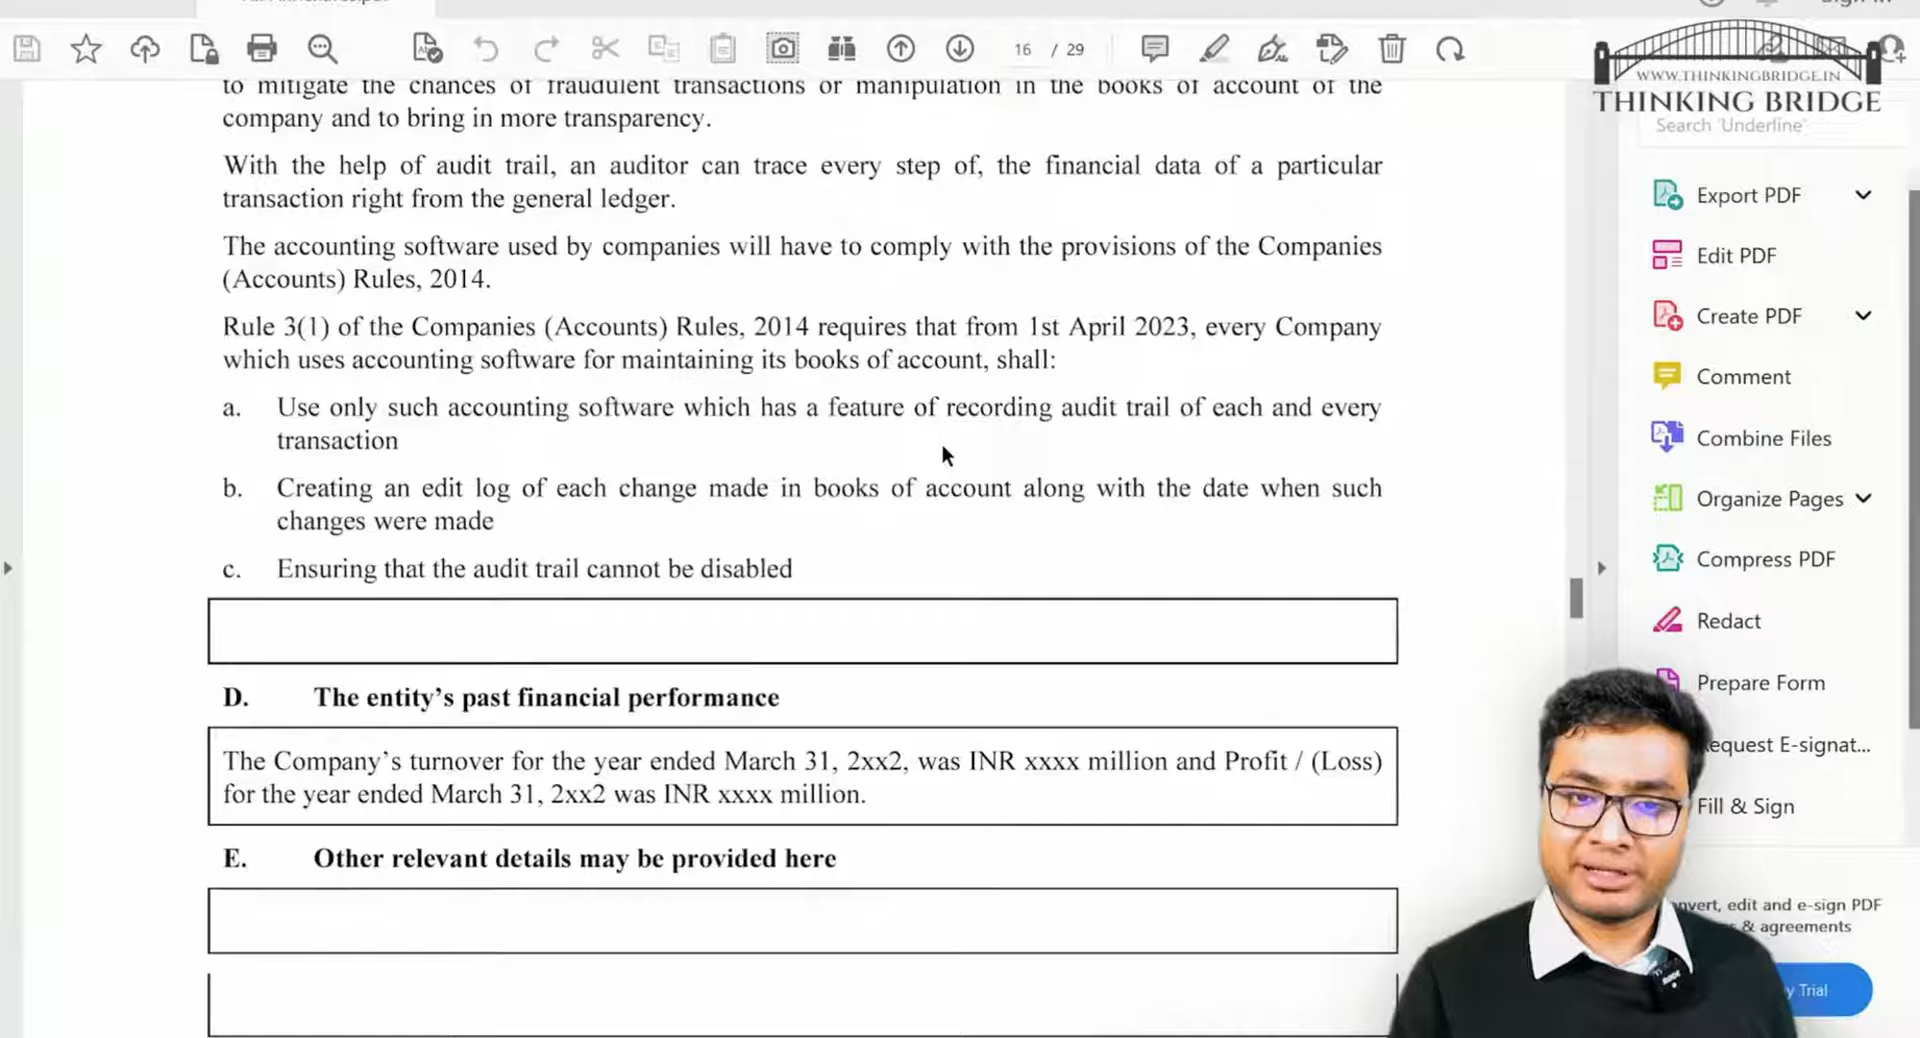 16 / 29
WWW.THINKINGBRIDGE.IN
THINKING BRIDGE
to mitigate the chances of fraudulent transactions or manipulation in the books of account of the
company and to bring in more transparency.
With the help of audit trail, an auditor can trace every step of, the financial data of a particular
transaction right from the general ledger.
The accounting software used by companies will have to comply with the provisions of the Companies
(Accounts) Rules, 2014.
Rule 3(1) of the Companies (Accounts) Rules, 2014 requires that from 1st April 2023, every Company
which uses accounting software for maintaining its books of account, shall:
a. Use only such accounting software which has a feature of recording audit trail of each and every
transaction
b. Creating an edit log of each change made in books of account along with the date when such
changes were made
c. Ensuring that the audit trail cannot be disabled
D. The entity's past financial performance
The Company's turnover for the year ended March 31, 2xx2, was INR xxxx million and Profit / (Loss)
for the year ended March 31, 2xx2 was INR xxxx million.
E. Other relevant details may be provided here
Search 'Underline'
Export PDF
Edit PDF
Create PDF
Comment
Combine Files
Organize Pages
Compress PDF
Redact
Prepare Form
equest E-signat...
Fill & Sign
nvert, edit and e-sign PDF
& agreements
y Trial